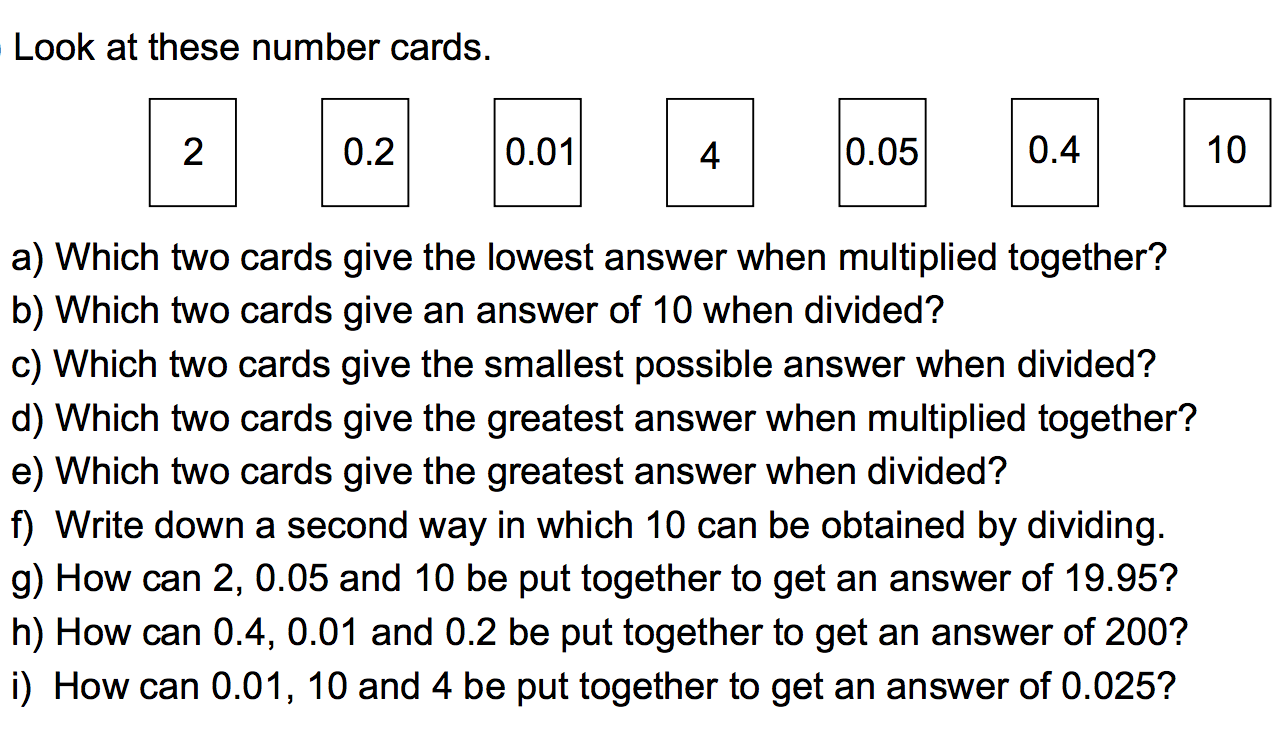 Look at these number cards.
2 0.2 0.01 4 0.05 0.4 10
a) Which two cards give the lowest answer when multiplied together?
b) Which two cards give an answer of 10 when divided?
c) Which two cards give the smallest possible answer when divided?
d) Which two cards give the greatest answer when multiplied together?
e) Which two cards give the greatest answer when divided?
f) Write down a second way in which 10 can be obtained by dividing.
g) How can 2, 0.05 and 10 be put together to get an answer of 19.95?
h) How can 0.4, 0.01 and 0.2 be put together to get an answer of 200?
i) How can 0.01, 10 and 4 be put together to get an answer of 0.025?